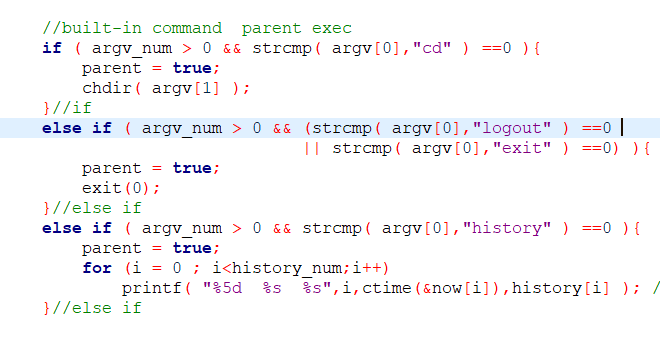 //built-in command  parent exec
if ( argv_num > 0 && strcmp( argv[0],"cd" ) ==0 ){
    parent = true;
    chdir( argv[1] );
}//if
else if ( argv_num > 0 && (strcmp( argv[0],"logout" ) ==0
                          || strcmp( argv[0],"exit" ) ==0) ){
    parent = true;
    exit(0);
}//else if
else if ( argv_num > 0 && strcmp( argv[0],"history" ) ==0 ){
    parent = true;
    for (i = 0 ; i<history_num;i++)
        printf( "%5d  %s  %s",i,ctime(&now[i]),history[i] ); /
}//else if